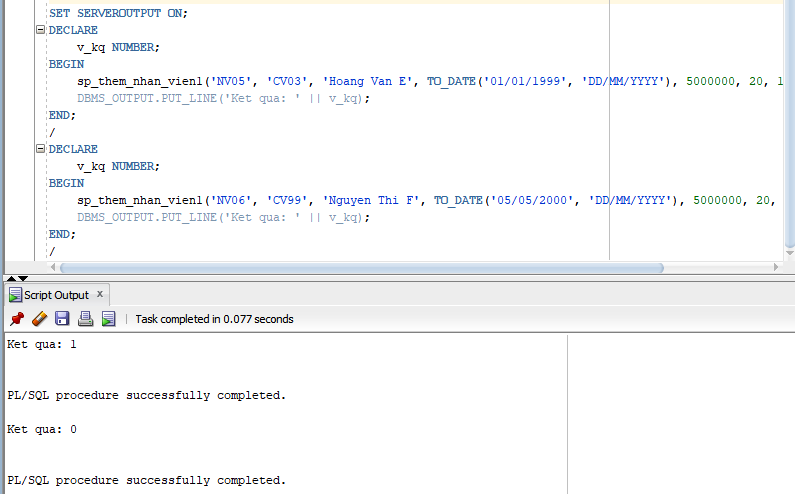 SET SERVEROUTPUT ON;
DECLARE
v_kq NUMBER;
BEGIN
sp_them_nhan_vien1('NV05', 'CV03', 'Hoang Van E', TO_DATE('01/01/1999', 'DD/MM/YYYY'), 5000000, 20, 1
DBMS_OUTPUT.PUT_LINE('Ket qua: ' || v_kq);
END;
/
DECLARE
v_kq NUMBER;
BEGIN
sp_them_nhan_vien1('NV06', 'CV99', 'Nguyen Thi F', TO_DATE('05/05/2000', 'DD/MM/YYYY'), 5000000, 20,
DBMS_OUTPUT.PUT_LINE('Ket qua: ' || v_kq);
END;
/
Script Output x
Task completed in 0.077 seconds
Ket qua: 1
PL/SQL procedure successfully completed.
Ket qua: 0
PL/SQL procedure successfully completed.